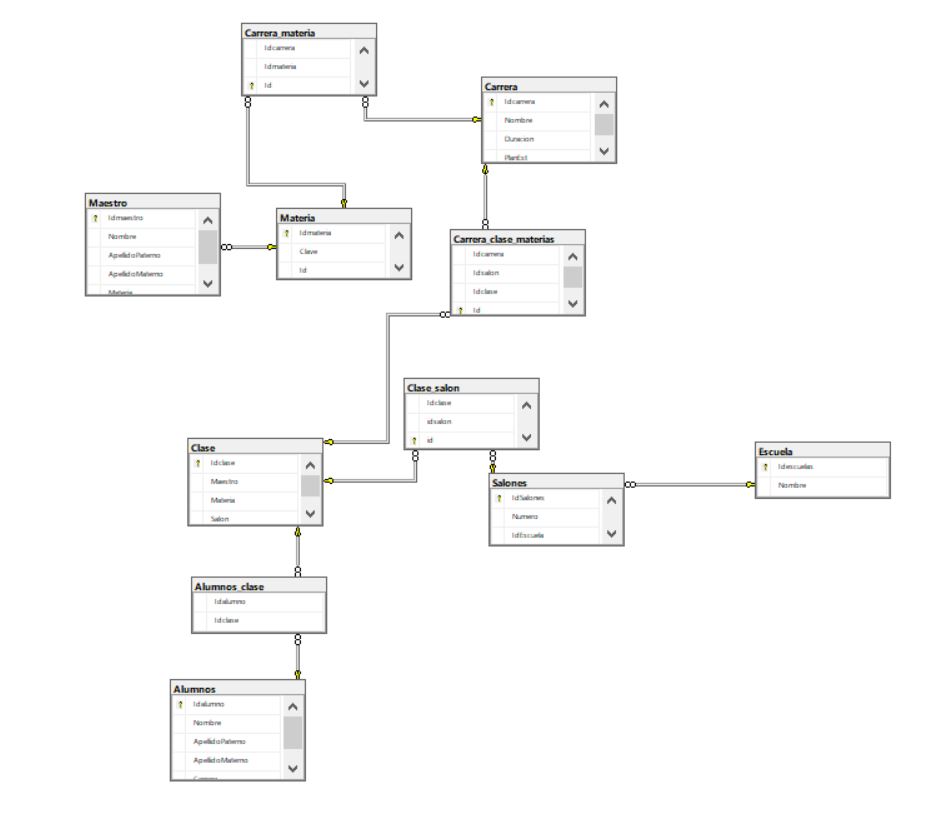 Carrera_materia
Idcarrera
Idmateria
Id
Carrera
Idcarrera
Nombre
Duracion
PlanEst
Maestro
Idmaestro
Nombre
ApellidoPaterno
ApellidoMaterno
Materia
Materia
Idmateria
Clave
Id
Carrera_clase_materias
Idcarrera
Idsalon
Idclase
Id
Clase_salon
Idclase
idsalon
id
Clase
Idclase
Maestro
Materia
Salon
Salones
IdSalones
Numero
IdEscuela
Escuela
Idescuelas
Nombre
Alumnos_clase
Idalumno
Idclase
Alumnos
Idalumno
Nombre
ApellidoPaterno
ApellidoMaterno
Carrera